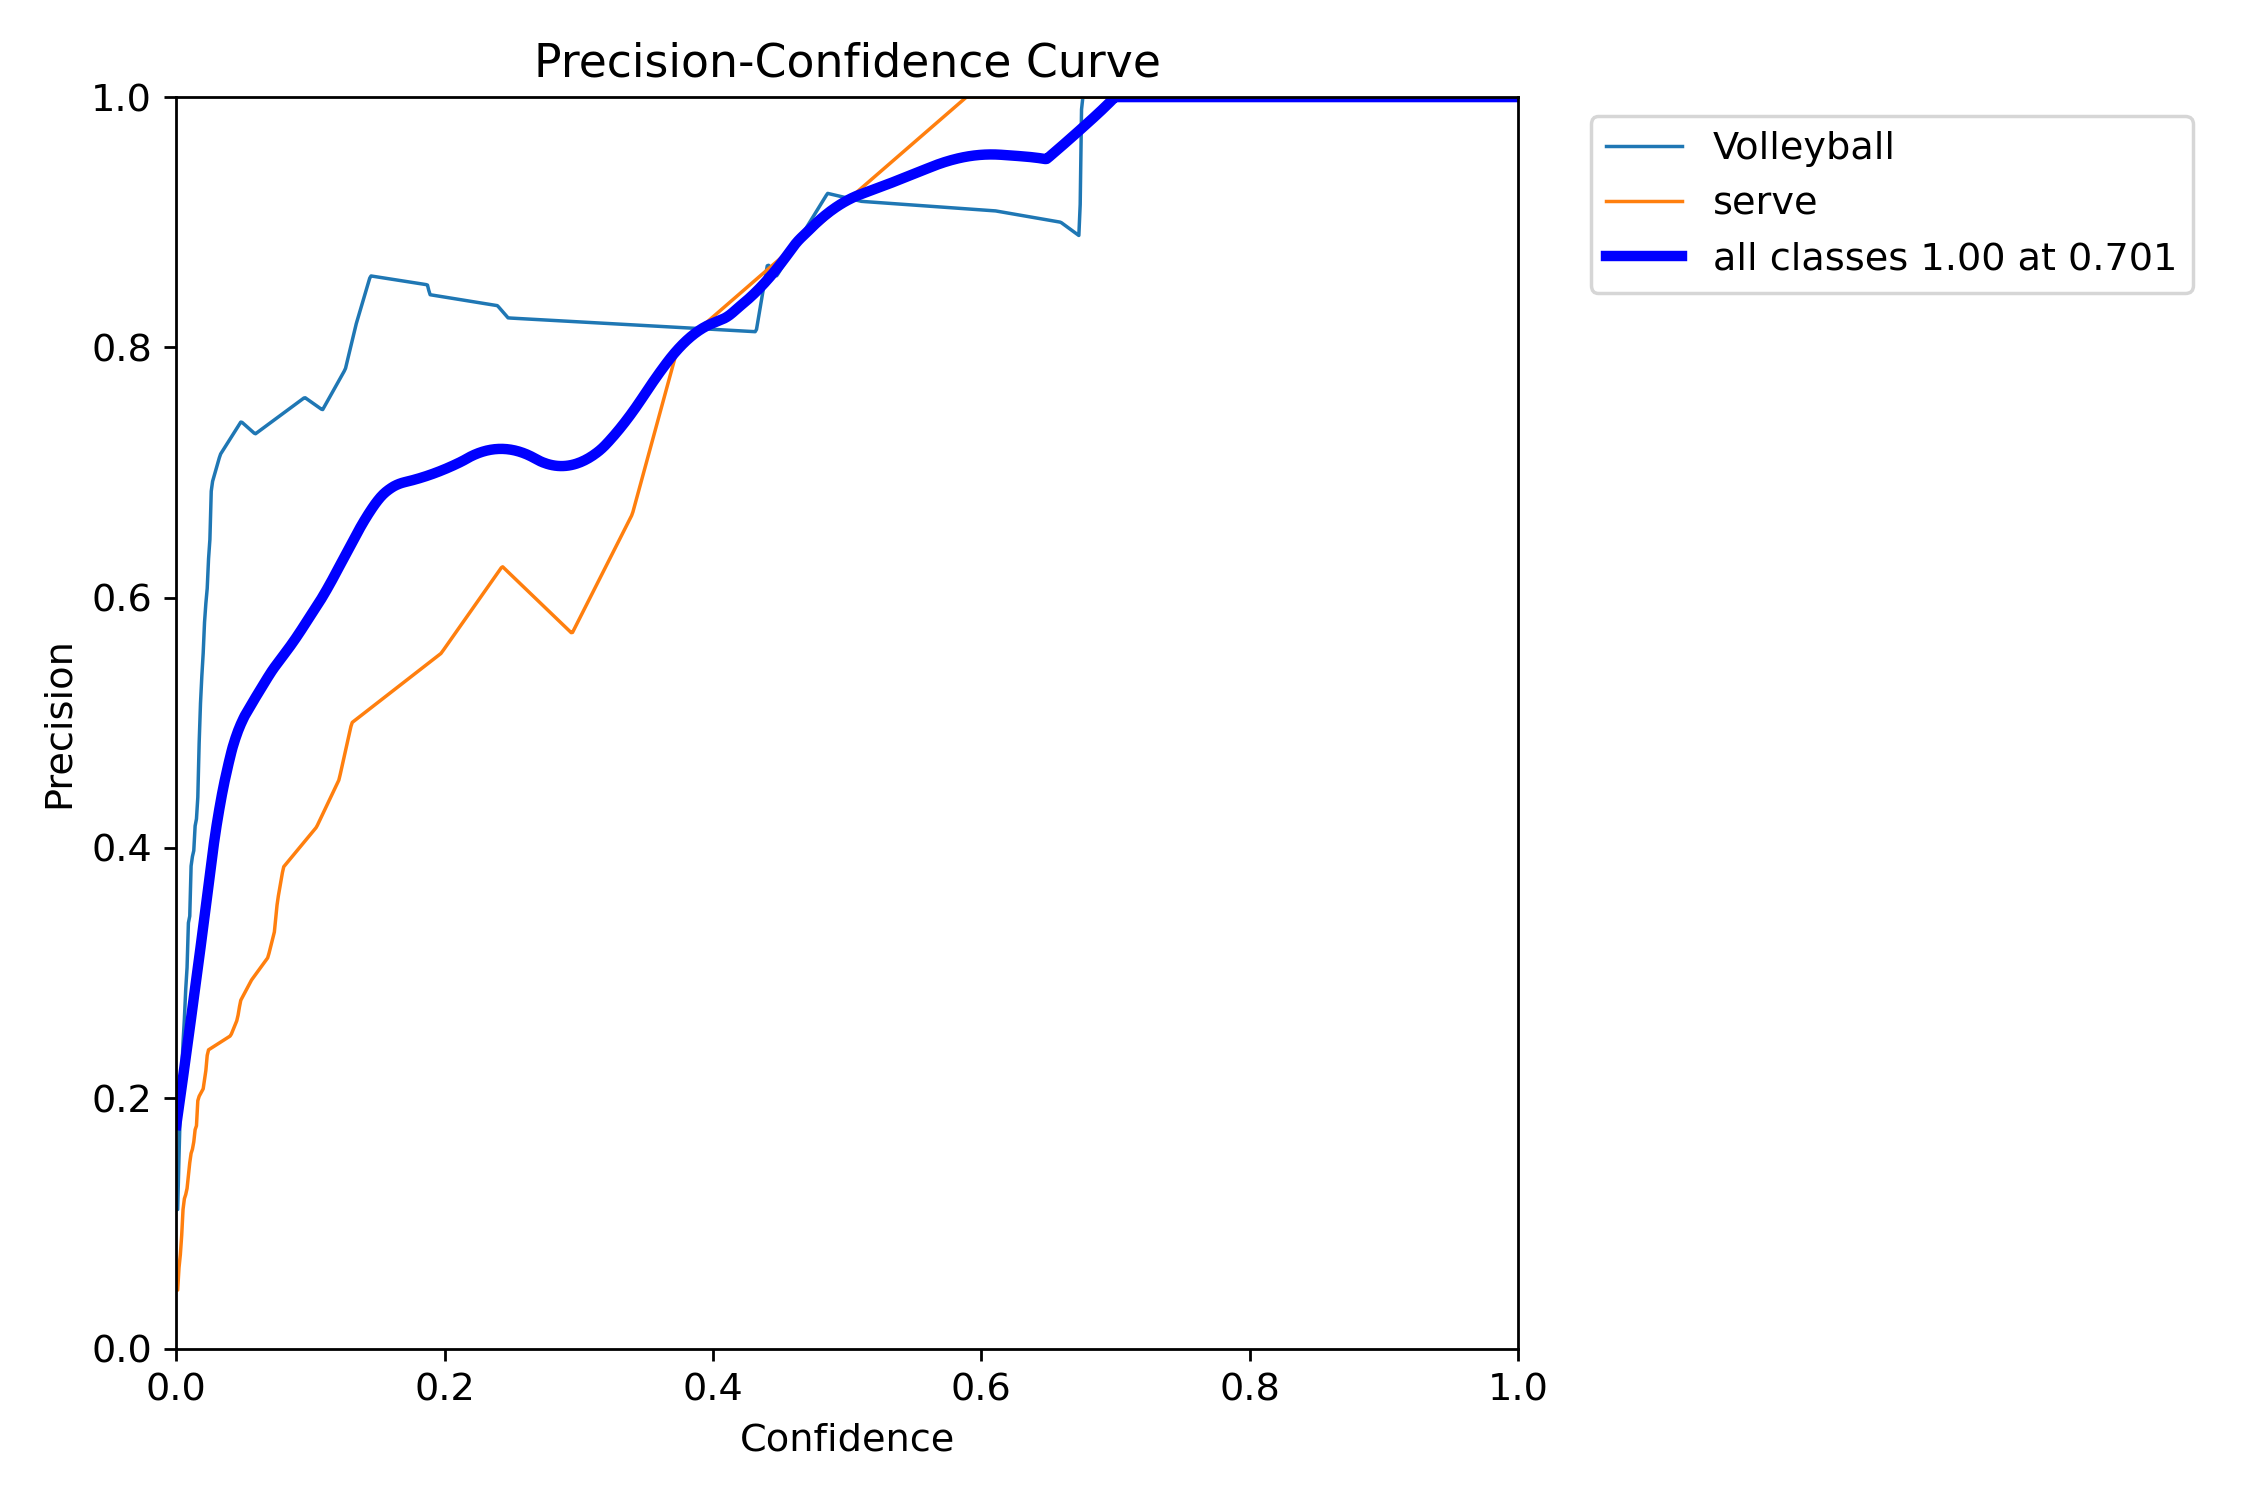 Precision-Confidence Curve
1.0
0.8
0.6
0.4
0.2
0.0
Precision
0.0 0.2 0.4 0.6 0.8 1.0
Confidence
Volleyball
serve
all classes 1.00 at 0.701